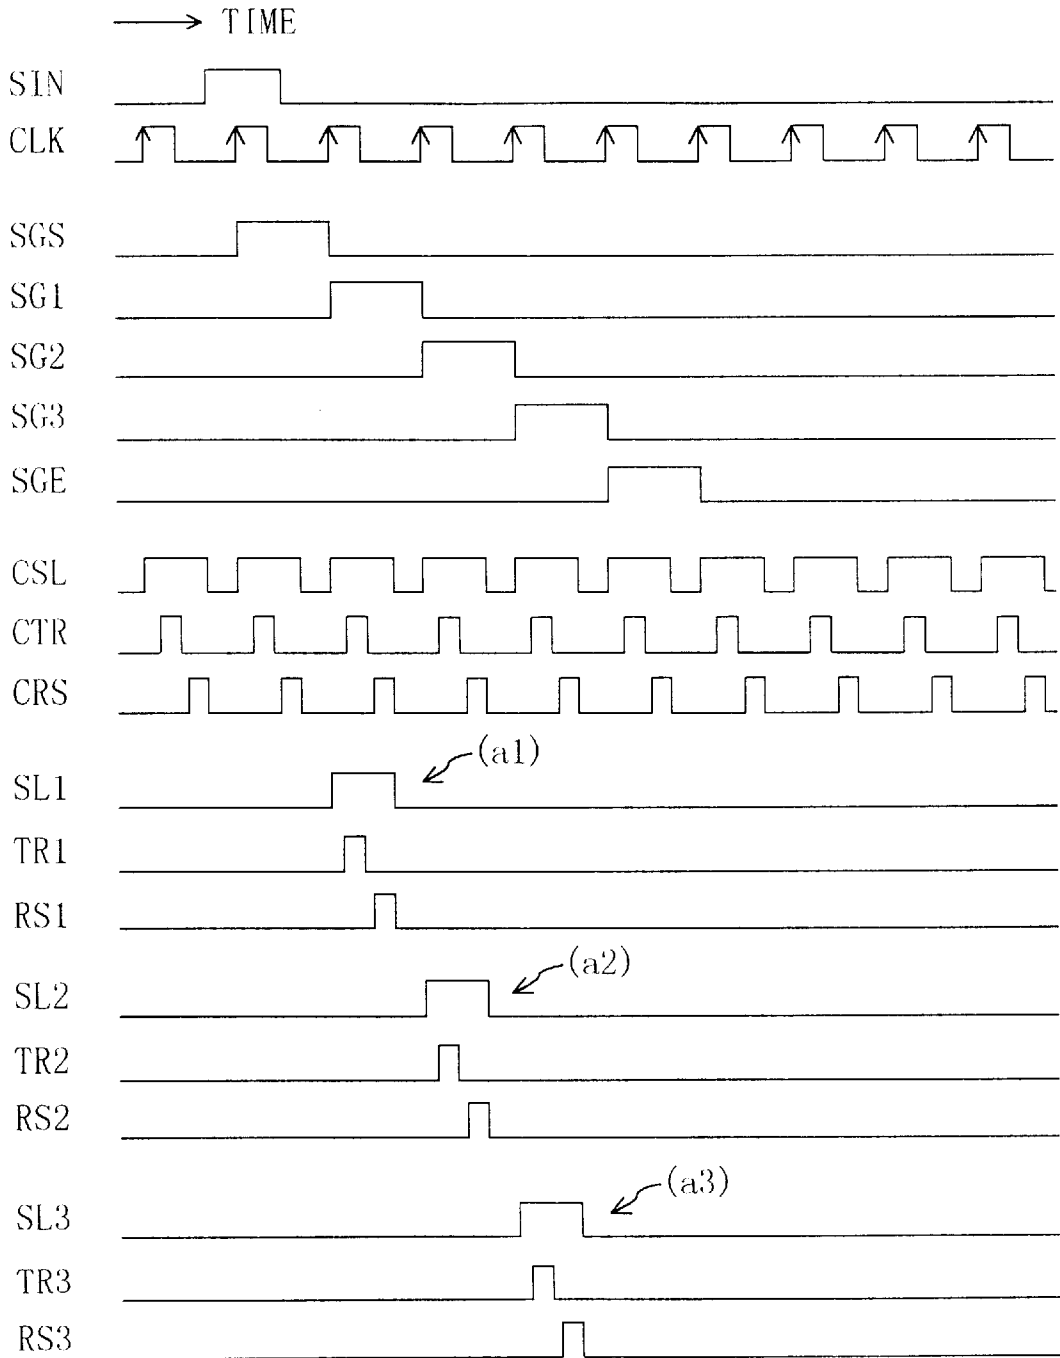 TIME
SIN
CLK
SGS
SG1
SG2
SG3
SGE
CSL
CTR
CRS
(a1)
SL1
TR1
RS1
(a2)
SL2
TR2
RS2
(a3)
SL3
TR3
RS3